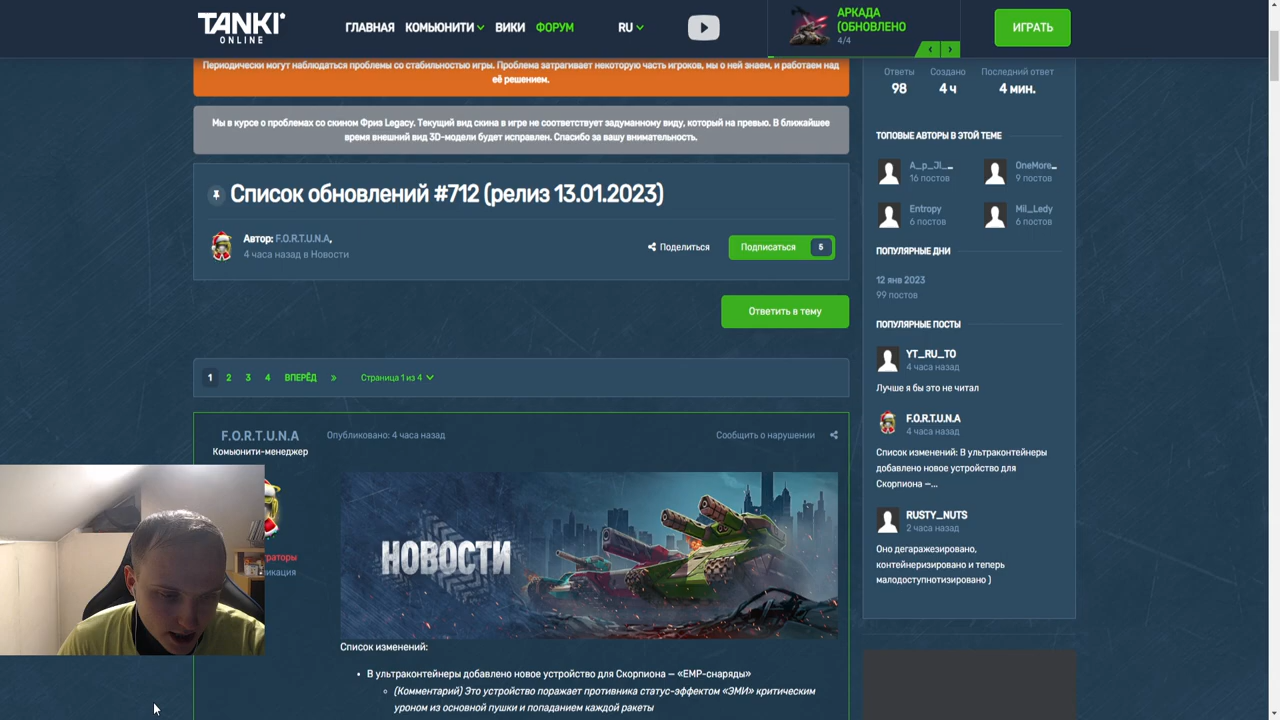 TANKI
ONLINE
ГЛАВНАЯ
КОМЬЮНИТИ
ВИКИ
ФОРУМ
RU
АРКАДА
(ОБНОВЛЕНО
4/4
ИГРАТЬ
Периодически могут наблюдаться проблемы со стабильностью игры. Проблема затрагивает некоторую часть игроков, мы о ней знаем, и работаем над
её решением.
Мы в курсе о проблемах со скином Фриз Legacy. Текущий вид скина в игре не соответствует задуманному виду, который на превью. В ближайшее
время внешний вид 3D-модели будет исправлен. Спасибо за вашу внимательность.
Список обновлений #712 (релиз 13.01.2023)
Автор: F.O.R.T.U.N.A,
4 часа назад в Новости
Поделиться
Подписаться
5
Ответить в тему
1 2 3 4 ВПЕРЁД » Страница 1 из 4
F.O.R.T.U.N.A
Комьюнити-менеджер
Опубликовано: 4 часа назад
Сообщить о нарушении
НОВОСТИ
Список изменений:
• В ультраконтейнеры добавлено новое устройство для Скорпиона — «EMP-снаряды»
(Комментарий) Это устройство поражает противника статус-эффектом «ЭМИ» критическим
уроном из основной пушки и попаданием каждой ракеты
Ответы
Создано
Последний ответ
98
4 ч
4 мин.
ТОПОВЫЕ АВТОРЫ В ЭТОЙ ТЕМЕ
16 постов
OneMore...
9 постов
Entropy
6 постов
Mil_Ledy
6 постов
ПОПУЛЯРНЫЕ ДНИ
12 янв 2023
99 постов
ПОПУЛЯРНЫЕ ПОСТЫ
YT_RU_TO
4 часа назад
Лучше я бы это не читал
F.O.R.T.U.N.A
4 часа назад
Список изменений: В ультраконтейнеры
добавлено новое устройство для
Скорпиона —...
RUSTY_NUTS
2 часа назад
Оно дегаражезировано,
контейнеризировано и теперь
малодоступнотизировано )